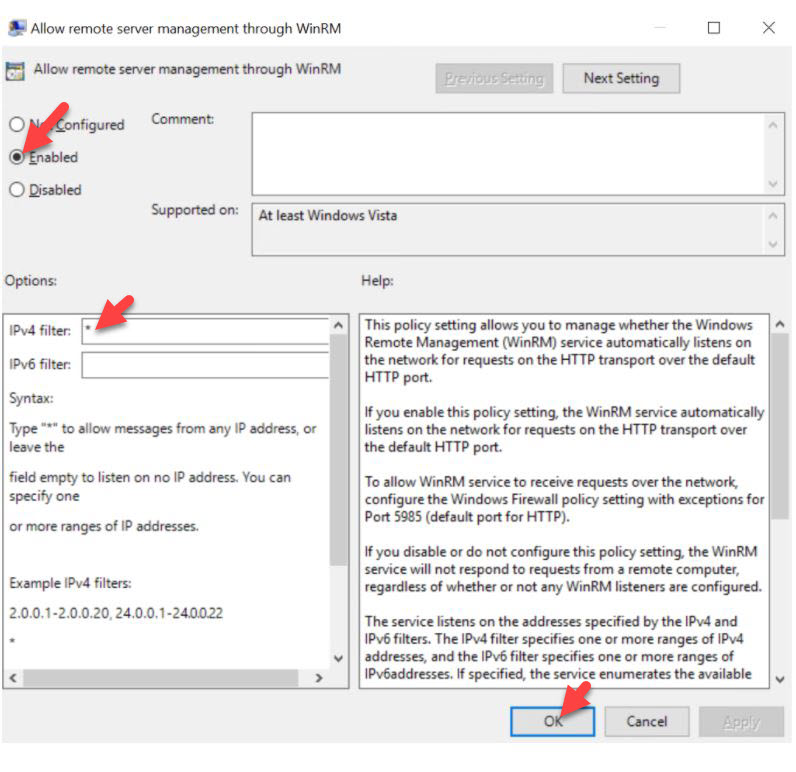 Allow remote server management through WinRM
Allow remote server management through WinRM
Previous Setting
Next Setting
Not Configured
Comment:
Enabled
Disabled
Supported on:
At least Windows Vista
Options:
Help:
IPv4 filter:
*
IPv6 filter:
Syntax:
Type "*" to allow messages from any IP address, or
leave the
field empty to listen on no IP address. You can
specify one
or more ranges of IP addresses.
Example IPv4 filters:
2.0.0.1-2.0.0.20, 24.0.0.1-24.0.0.22
*
This policy setting allows you to manage whether the Windows
Remote Management (WinRM) service automatically listens on
the network for requests on the HTTP transport over the default
HTTP port.
If you enable this policy setting, the WinRM service automatically
listens on the network for requests on the HTTP transport over
the default HTTP port.
To allow WinRM service to receive requests over the network,
configure the Windows Firewall policy setting with exceptions for
Port 5985 (default port for HTTP).
If you disable or do not configure this policy setting, the WinRM
service will not respond to requests from a remote computer,
regardless of whether or not any WinRM listeners are configured.
The service listens on the addresses specified by the IPv4 and
IPv6 filters. The IPv4 filter specifies one or more ranges of IPv4
addresses, and the IPv6 filter specifies one or more ranges of
IPv6addresses. If specified, the service enumerates the available
OK
Cancel
Apply